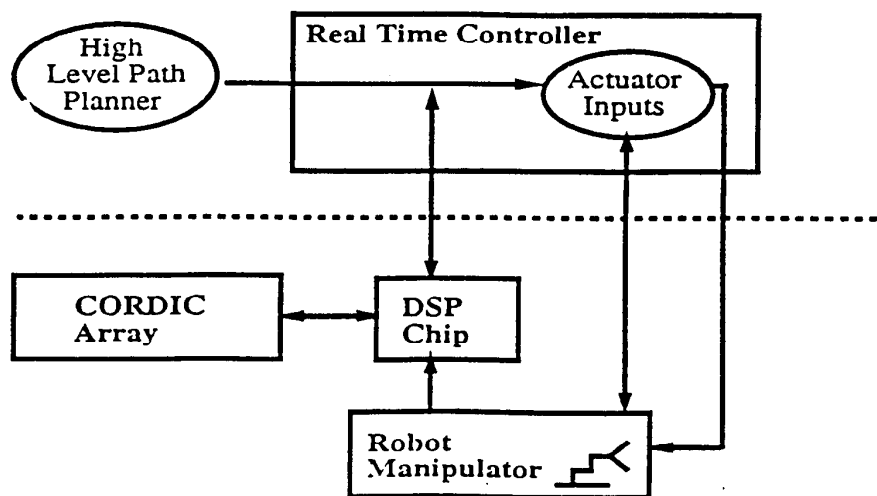 High
Level Path
Planner
Real Time Controller
Actuator
Inputs
CORDIC
Array
DSP
Chip
Robot
Manipulator